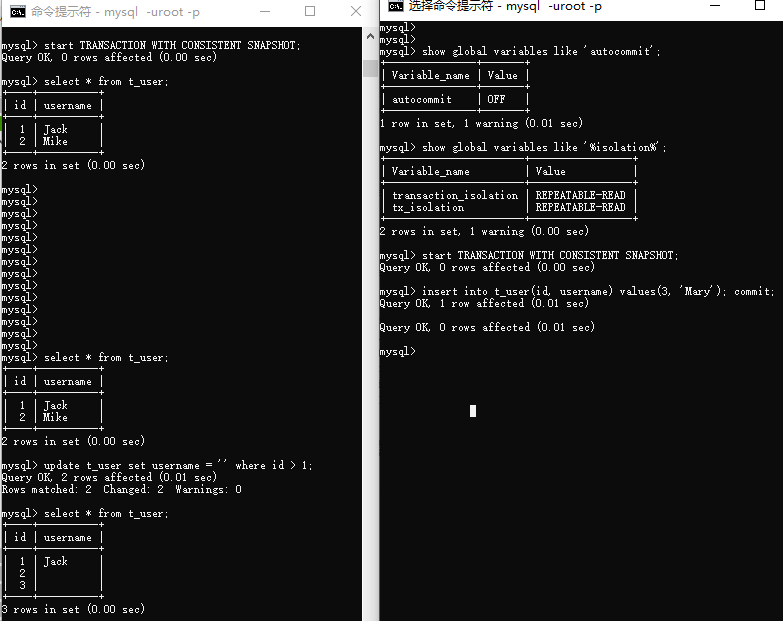 命令提示符 - mysql -uroot -p
mysql> start TRANSACTION WITH CONSISTENT SNAPSHOT;
Query OK, 0 rows affected (0.00 sec)
mysql> select * from t_user;
+----+----------+
| id | username |
+----+----------+
| 1 | Jack |
| 2 | Mike |
+----+----------+
2 rows in set (0.00 sec)
mysql>
mysql>
mysql>
mysql>
mysql>
mysql>
mysql>
mysql>
mysql>
mysql>
mysql>
mysql>
mysql>
mysql>
mysql> select * from t_user;
+----+----------+
| id | username |
+----+----------+
| 1 | Jack |
| 2 | Mike |
+----+----------+
2 rows in set (0.00 sec)
mysql> update t_user set username = '' where id > 1;
Query OK, 2 rows affected (0.01 sec)
Rows matched: 2 Changed: 2 Warnings: 0
mysql> select * from t_user;
+----+----------+
| id | username |
+----+----------+
| 1 | Jack |
| 2 | |
| 3 | |
+----+----------+
3 rows in set (0.00 sec)
选择命令提示符 - mysql -uroot -p
mysql>
mysql>
mysql> show global variables like 'autocommit';
+---------------+-------+
| Variable_name | Value |
+---------------+-------+
| autocommit | OFF |
+---------------+-------+
1 row in set, 1 warning (0.01 sec)
mysql> show global variables like '%isolation%';
+-----------------------+-----------------+
| Variable_name | Value |
+-----------------------+-----------------+
| transaction_isolation | REPEATABLE-READ |
| tx_isolation | REPEATABLE-READ |
+-----------------------+-----------------+
2 rows in set, 1 warning (0.00 sec)
mysql> start TRANSACTION WITH CONSISTENT SNAPSHOT;
Query OK, 0 rows affected (0.00 sec)
mysql> insert into t_user(id, username) values(3, 'Mary'); commit;
Query OK, 1 row affected (0.01 sec)
Query OK, 0 rows affected (0.01 sec)
mysql>